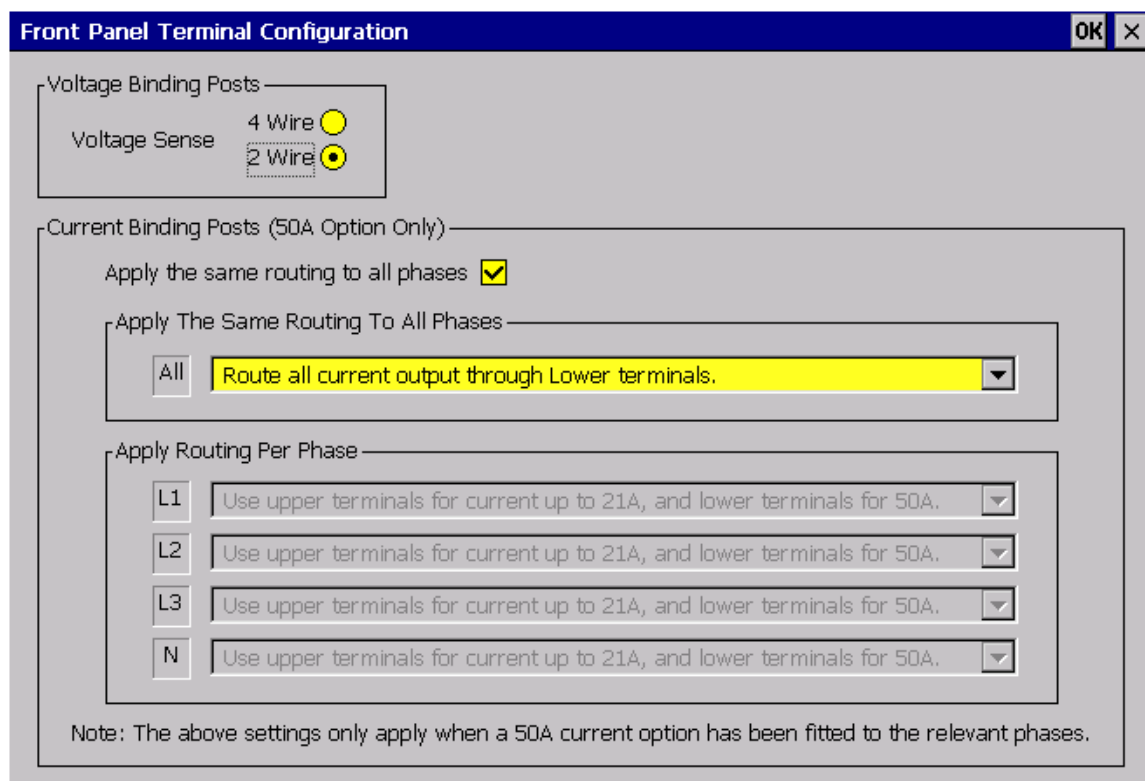 Front Panel Terminal Configuration OK
Voltage Binding Posts
4 Wire
Voltage Sense
2 Wire
Current Binding Posts (50A Option Only)
Apply the same routing to all phases
Apply The Same Routing To All Phases
All Route all current output through Lower terminals.
Apply Routing Per Phase
L1 Use upper terminals for current up to 21A, and lower terminals for 50A.
L2 Use upper terminals for current up to 21A, and lower terminals for 50A.
L3 Use upper terminals for current up to 21A, and lower terminals for 50A.
N Use upper terminals for current up to 21A, and lower terminals for 50A.
Note: The above settings only apply when a 50A current option has been fitted to the relevant phases.